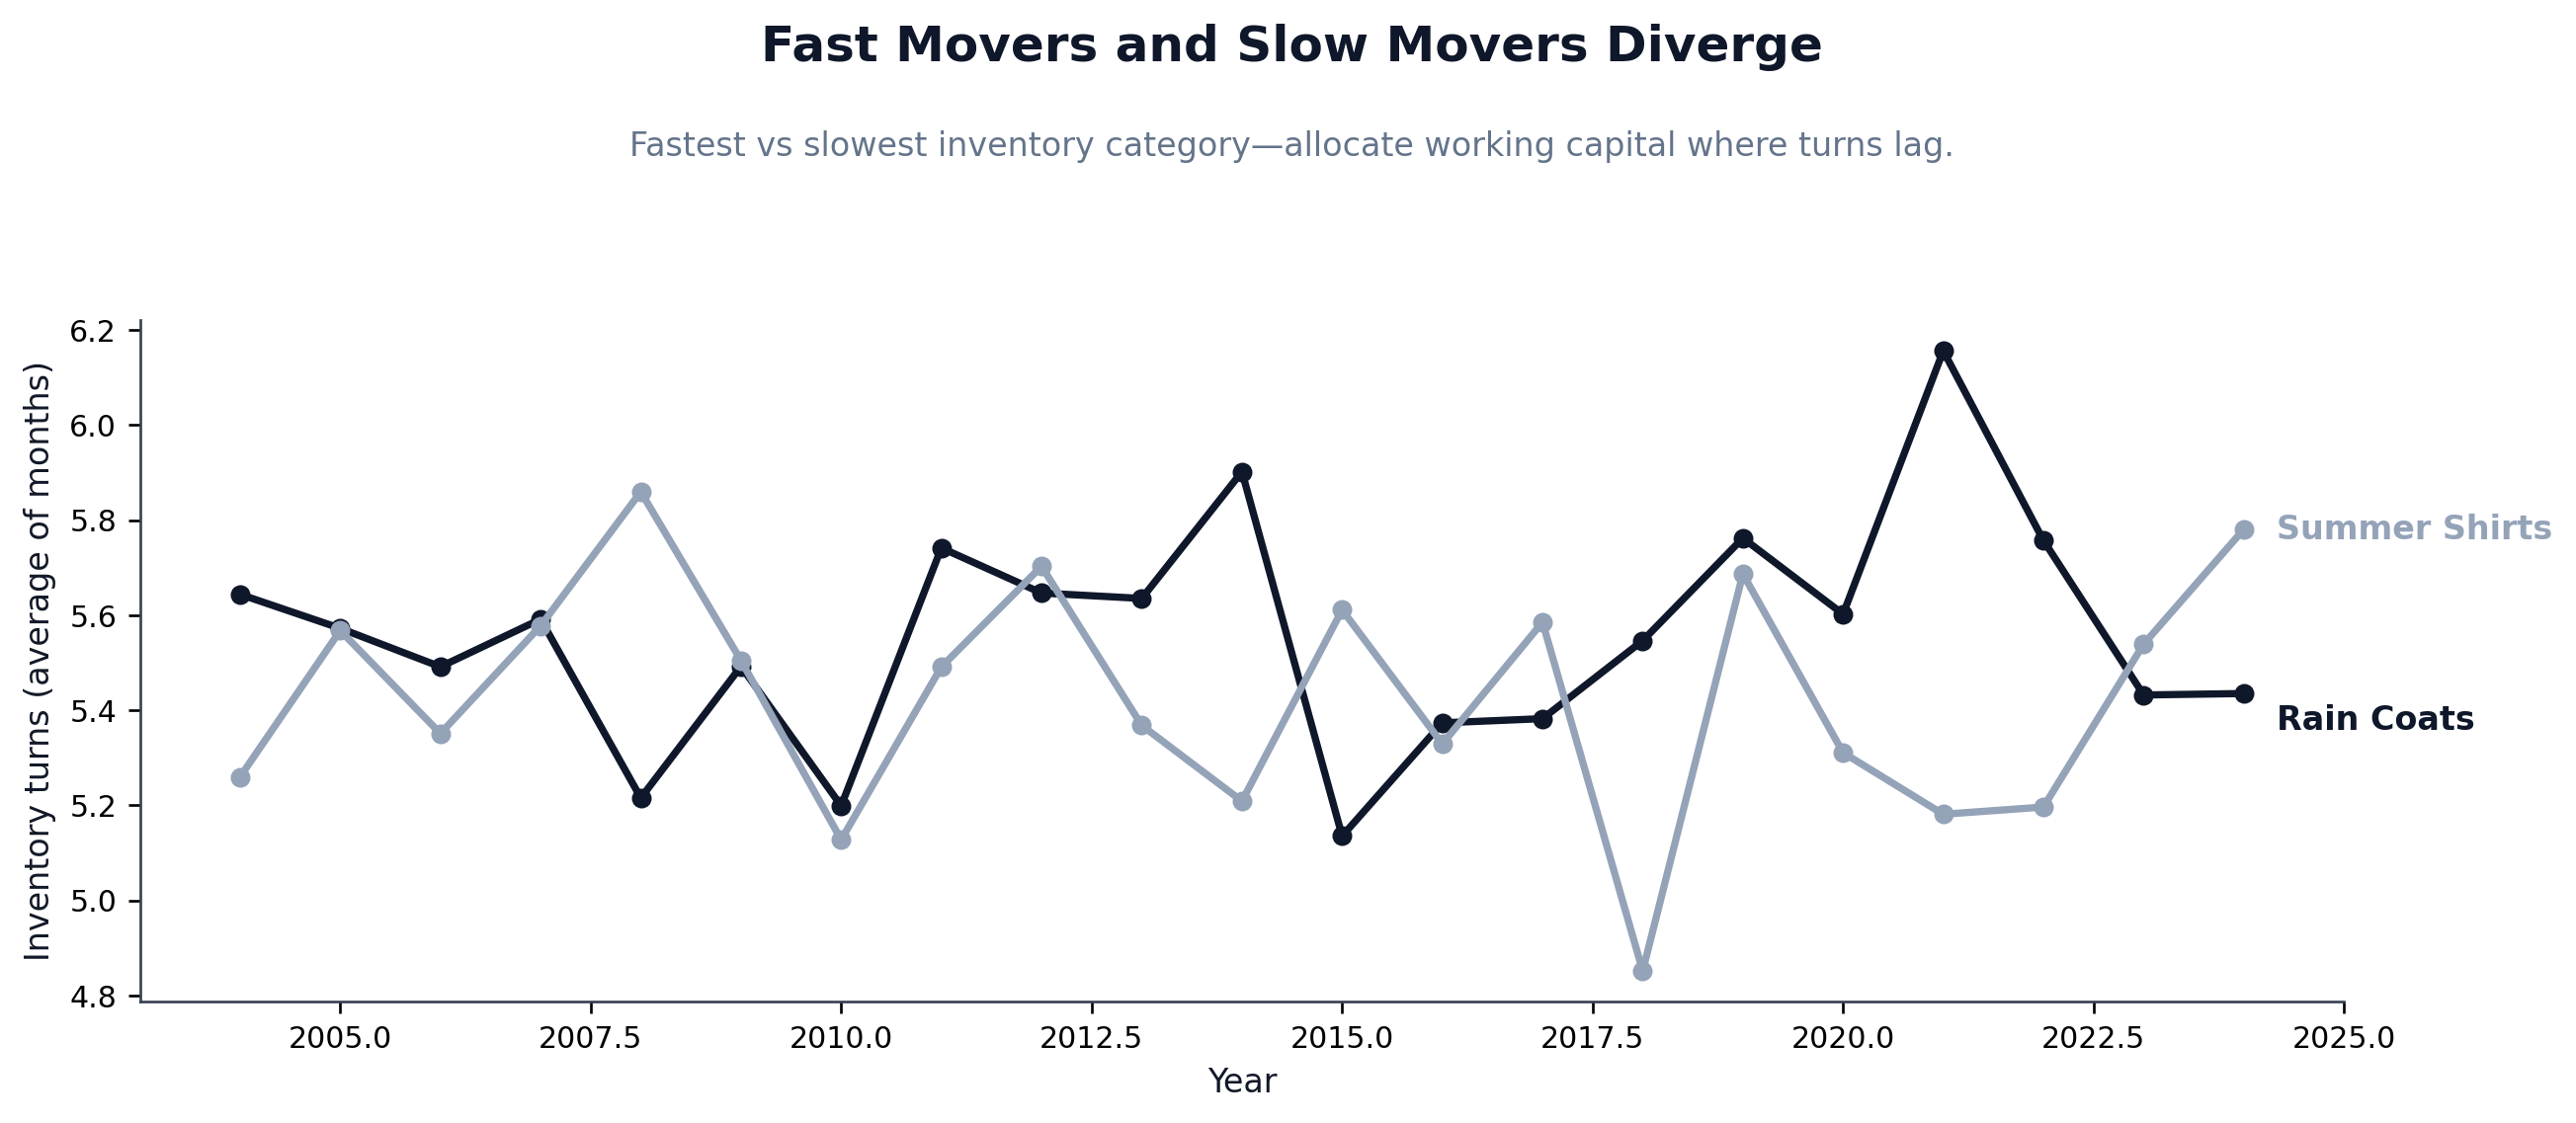 Fast Movers and Slow Movers Diverge
Fastest vs slowest inventory category—allocate working capital where turns lag.
Inventory turns (average of months)
6.2
6.0
5.8
5.6
5.4
5.2
5.0
4.8
Summer Shirts
Rain Coats
2005.0 2007.5 2010.0 2012.5 2015.0 2017.5 2020.0 2022.5 2025.0
Year